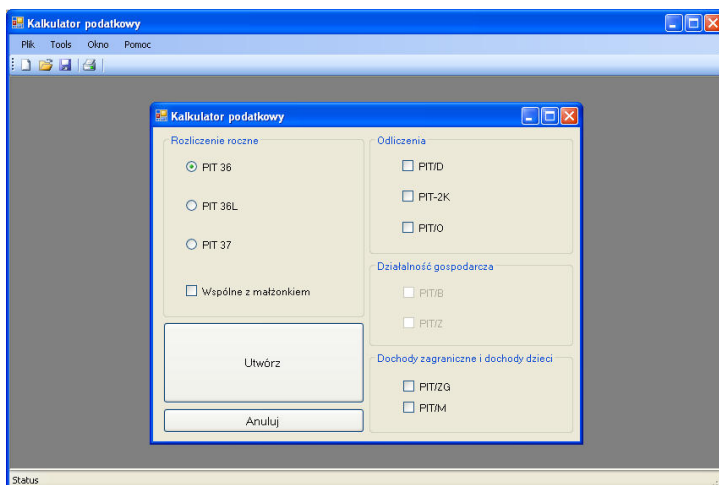 Kalkulator podatkowy
Plik Tools Okno Pomoc
Kalkulator podatkowy
Rozliczenie roczne
PIT 36
PIT 36L
PIT 37
Wspólne z małżonkiem
Utwórz
Anuluj
Odliczenia
PIT/D
PIT-2K
PIT/O
Działalność gospodarcza
PIT/B
PIT/Z
Dochody zagraniczne i dochody dzieci
PIT/ZG
PIT/M
Status